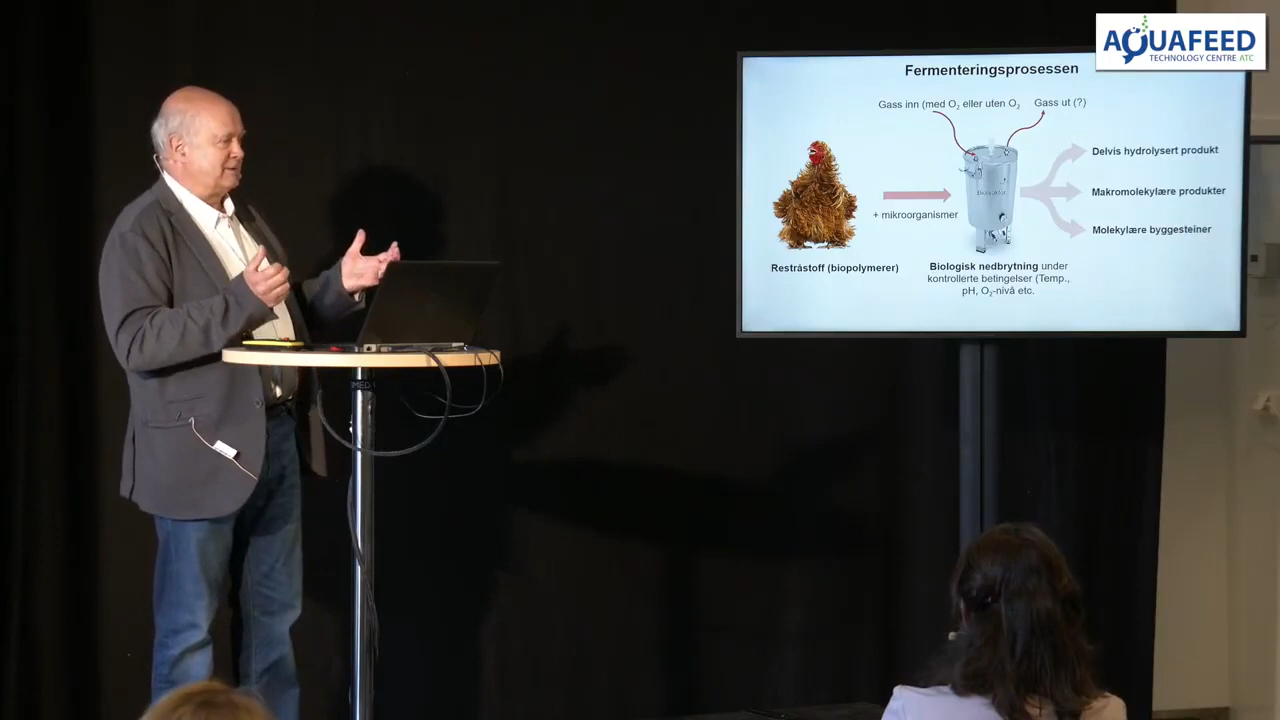 AQUAFEED
TECHNOLOGY CENTRE ATC
Fermenteringsprosessen
Gass inn (med O₂ eller uten O₂
Gass ut (?)
Delvis hydrolysert produkt
Bioreaktor
Makromolekylære produkter
+ mikroorganismer
Molekylære byggesteiner
Restråstoff (biopolymerer)
Biologisk nedbrytning under
kontrollerte betingelser (Temp.,
pH, O₂-nivå etc.